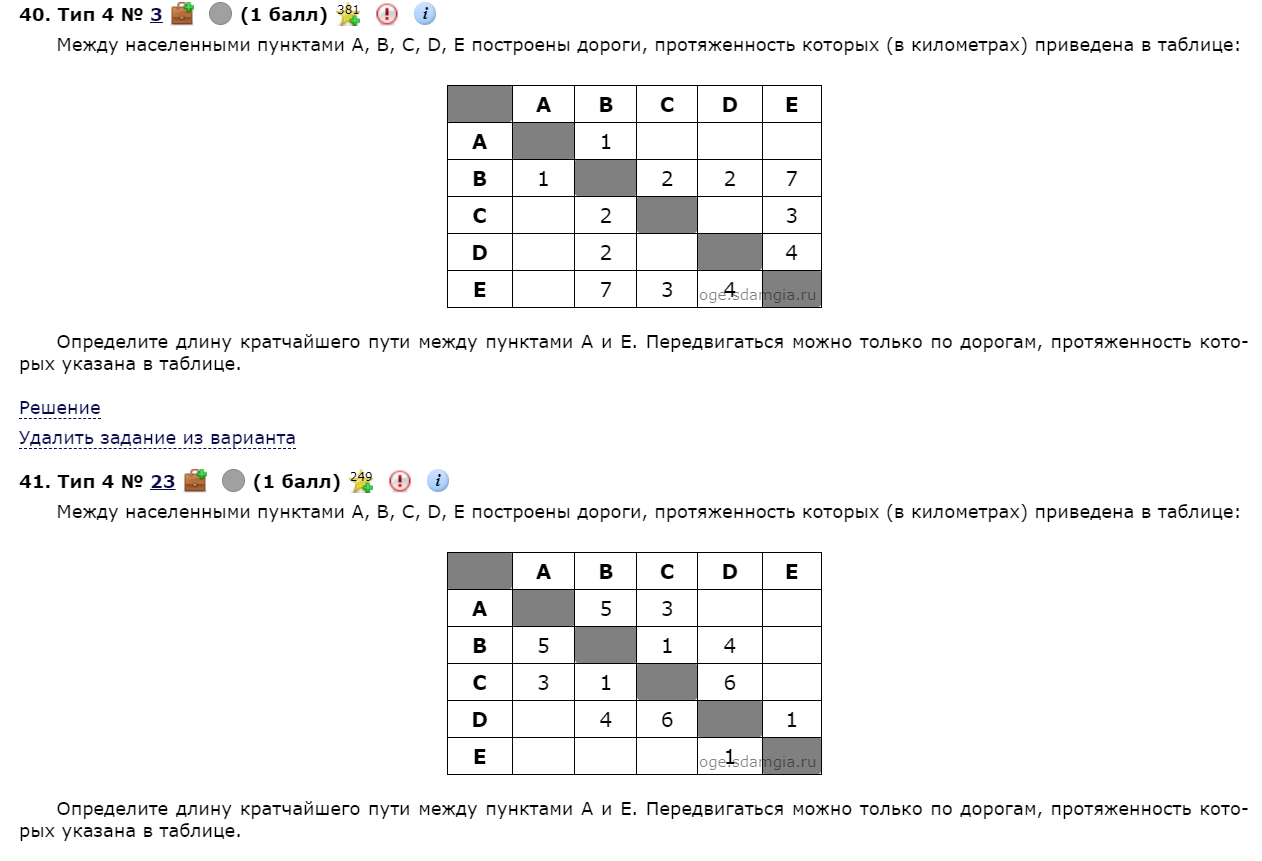 40. Тип 4 № 3 (1 балл) 381 i
Между населенными пунктами А, В, С, D, Е построены дороги, протяженность которых (в километрах) приведена в таблице:
A B C D E
A 1
B 1 2 2 7
C 2 3
D 2 4
E 7 3 4
oge.sdamgia.ru
Определите длину кратчайшего пути между пунктами А и Е. Передвигаться можно только по дорогам, протяженность кото-
рых указана в таблице.
Решение
Удалить задание из варианта
41. Тип 4 № 23 (1 балл) 249 i
Между населенными пунктами А, В, С, D, Е построены дороги, протяженность которых (в километрах) приведена в таблице:
A B C D E
A 5 3
B 5 1 4
C 3 1 6
D 4 6 1
E 1
oge.sdamgia.ru
Определите длину кратчайшего пути между пунктами А и Е. Передвигаться можно только по дорогам, протяженность кото-
рых указана в таблице.